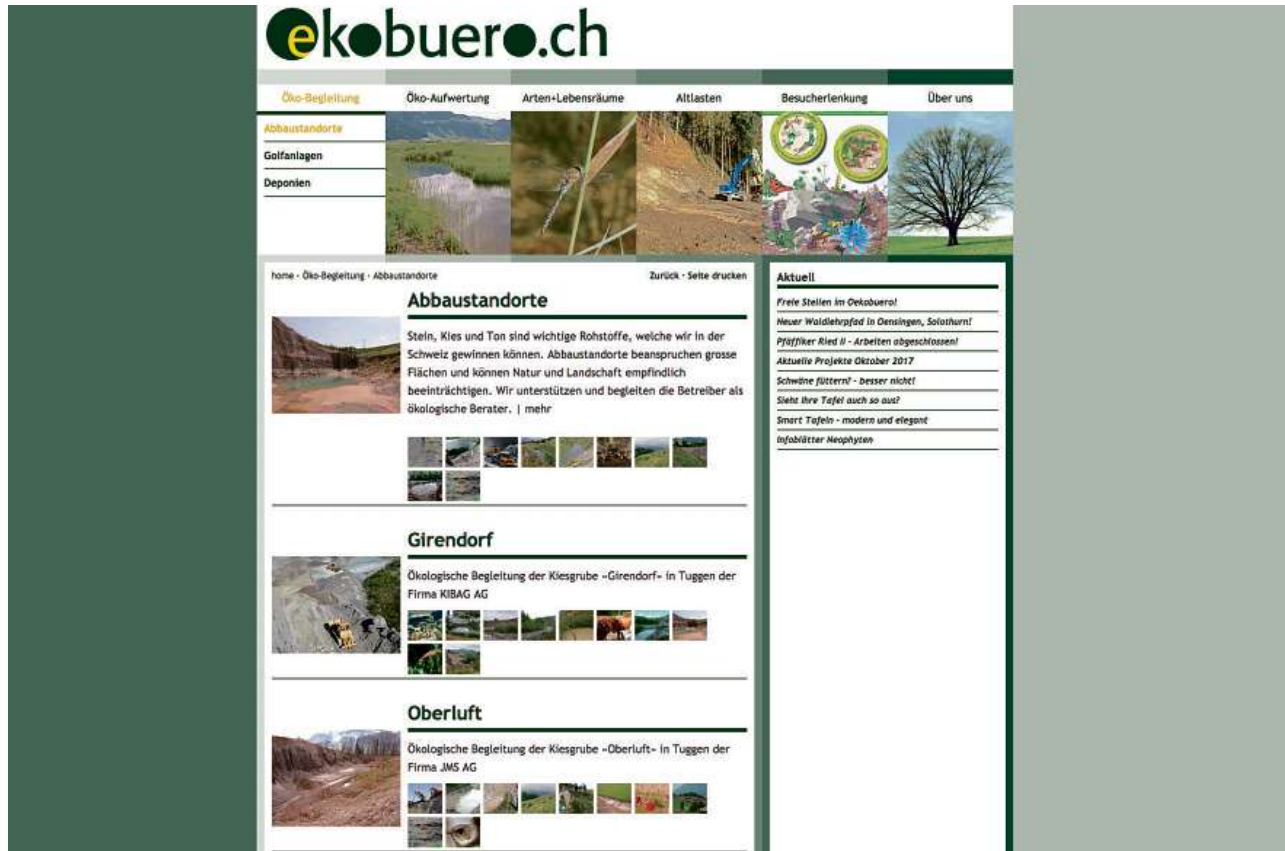 oekobuero.ch
Öko-Begleitung
Öko-Aufwertung
Arten+Lebensräume
Altlasten
Besucherlenkung
Über uns
Abbaustandorte
Golfanlagen
Deponien
home · Öko-Begleitung · Abbaustandorte
Zurück · Seite drucken
Abbaustandorte
Stein, Kies und Ton sind wichtige Rohstoffe, welche wir in der
Schweiz gewinnen können. Abbaustandorte beanspruchen grosse
Flächen und können Natur und Landschaft empfindlich
beeinträchtigen. Wir unterstützen und begleiten die Betreiber als
ökologische Berater. | mehr
Girendorf
Ökologische Begleitung der Kiesgrube «Girendorf» in Tuggen der
Firma KIBAG AG
Oberluft
Ökologische Begleitung der Kiesgrube «Oberluft» in Tuggen der
Firma JMS AG
Aktuell
Freie Stellen im Oekobuero!
Neuer Waldlehrpfad in Oensingen, Solothurn!
Pfäffiker Ried II - Arbeiten abgeschlossen!
Aktuelle Projekte Oktober 2017
Schwäne füttern? - besser nicht!
Sieht Ihre Tafel auch so aus?
Smart Tafeln - modern und elegant
Infoblätter Neophyten